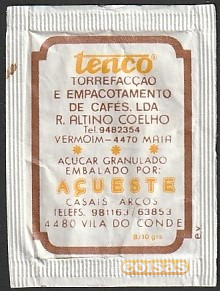 tenco
TORREFACÇÃO
E EMPACOTAMENTO
DE CAFÉS, LDA
R. ALTINO COELHO
Tel. 9482354
VERMÓIM-4470 MAIA
AÇUCAR GRANULADO
EMBALADO POR:
AÇUESTE
CASAIS-ARCOS
TELEFS. 981163/63853
4480 VILA DO CONDE
8/10 grs